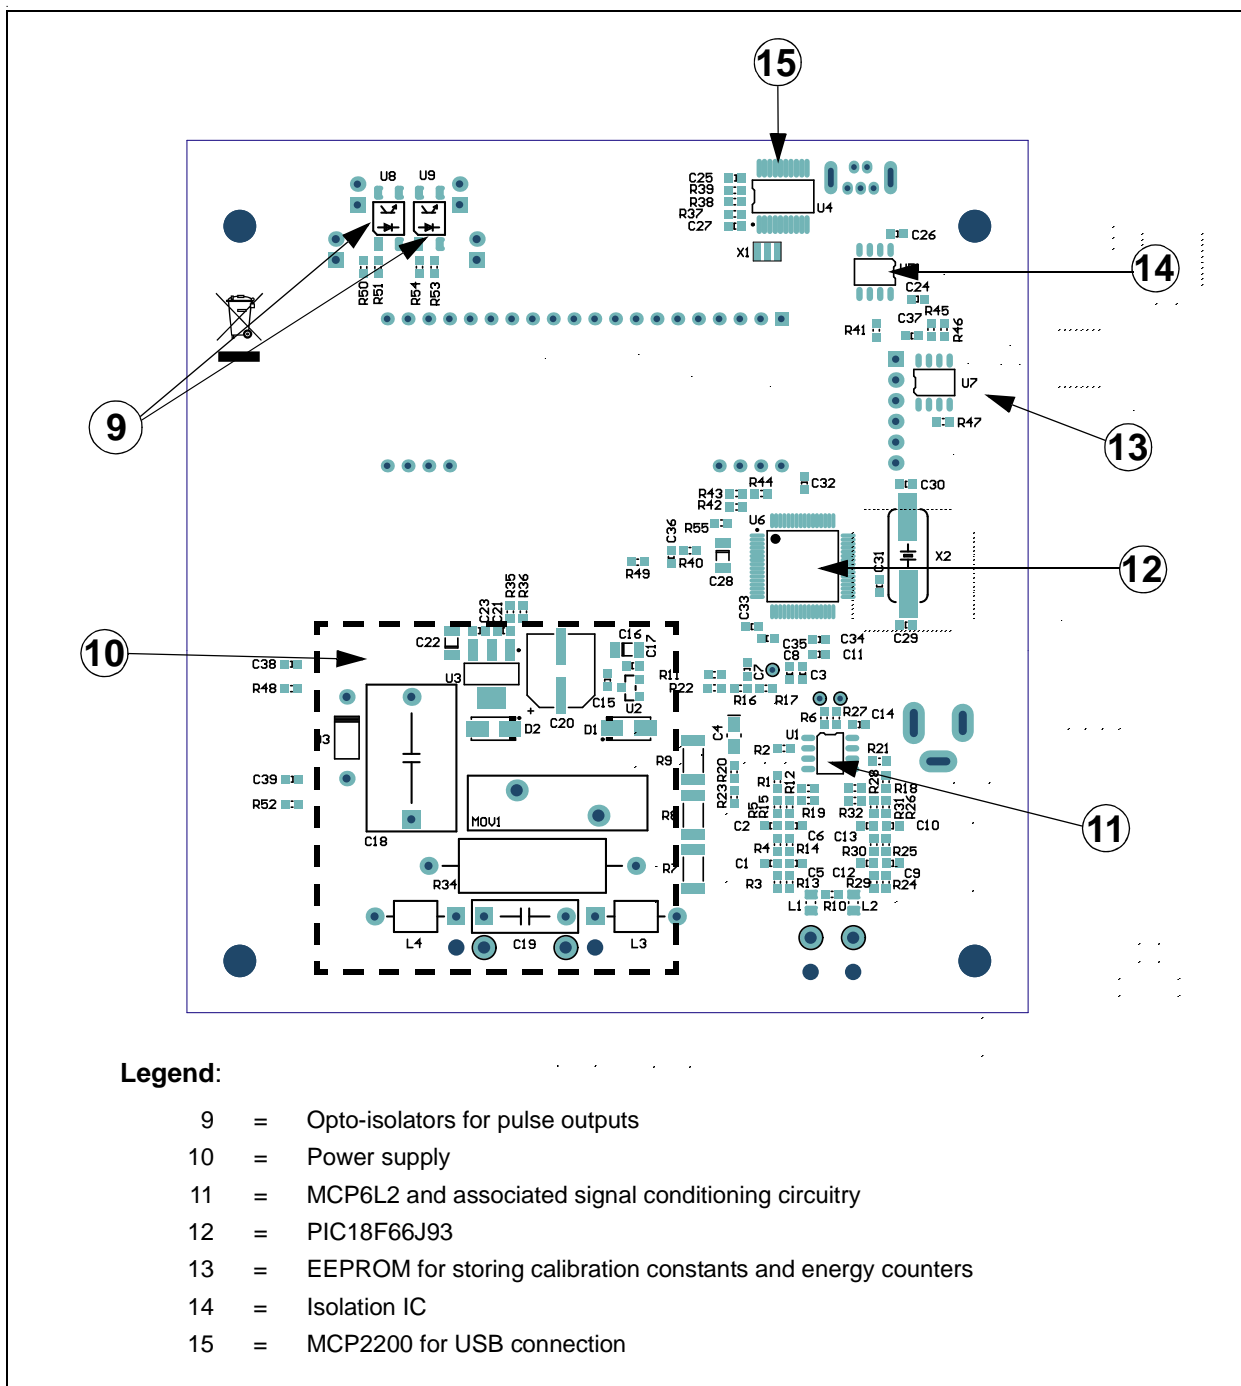 15
U8 U9
C25
R39
R38
R37
C27
U4
X1
C26
14
R50
R51
R54
R53
C24
R45
C37
R41
R46
U7
9
R47
13
R44
C32
R43
R42
C30
R55
U6
C36
R40
R49
C28
C31
X2
12
R35
R36
C23
C21
C33
C29
C22
C16
C17
C35
C34
C8
C11
10
C38
U3
R11
C7
C3
R48
C15
R22
R16
R17
U2
C20
R27
R6
C14
D2
D1
C4
U1
R2
R21
R9
R20
C39
R1
R12
R28
R18
R23
R52
R5
R15
R19
R32
R31
R26
MOV1
R8
C2
C6
C13
C10
11
C18
R4
R14
R30
R25
R34
R7
C1
C5
C12
C9
R3
R13
R29
R24
L1
R10
L2
L4
C19
L3
Legend:
9 = Opto-isolators for pulse outputs
10 = Power supply
11 = MCP6L2 and associated signal conditioning circuitry
12 = PIC18F66J93
13 = EEPROM for storing calibration constants and energy counters
14 = Isolation IC
15 = MCP2200 for USB connection